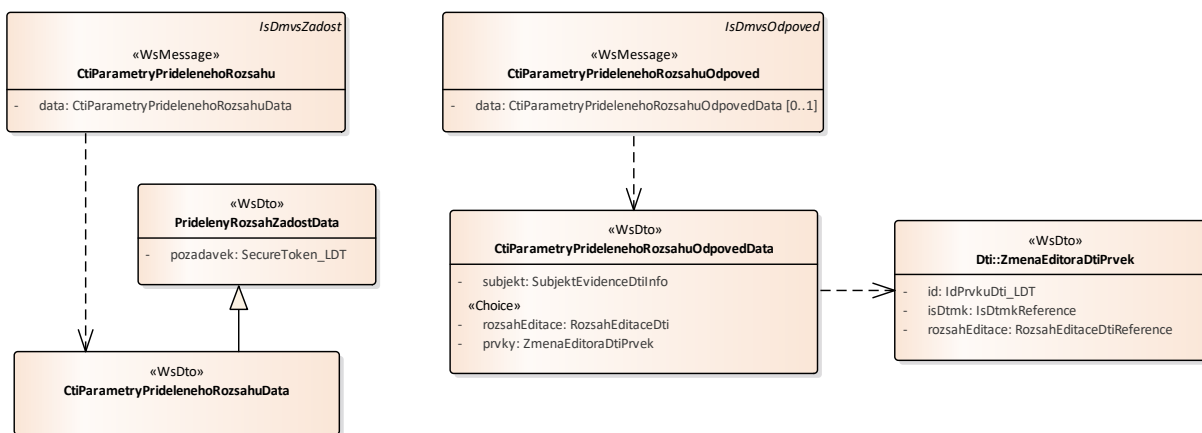 IsDmvsZadost
«WsMessage»
CtiParametryPridelenehoRozsahu
- data: CtiParametryPridelenehoRozsahuData
IsDmvsOdpoved
«WsMessage»
CtiParametryPridelenehoRozsahuOdpoved
- data: CtiParametryPridelenehoRozsahuOdpovedData [0..1]
«WsDto»
PridelenyRozsahZadostData
- pozadavek: SecureToken_LDT
«WsDto»
CtiParametryPridelenehoRozsahuOdpovedData
- subjekt: SubjektEvidenceDtiInfo
«Choice»
- rozsahEditace: RozsahEditaceDti
- prvky: ZmenaEditoraDtiPrvek
«WsDto»
Dti::ZmenaEditoraDtiPrvek
- id: IdPrvkuDti_LDT
- isDtmk: IsDtmkReference
- rozsahEditace: RozsahEditaceDtiReference
«WsDto»
CtiParametryPridelenehoRozsahuData